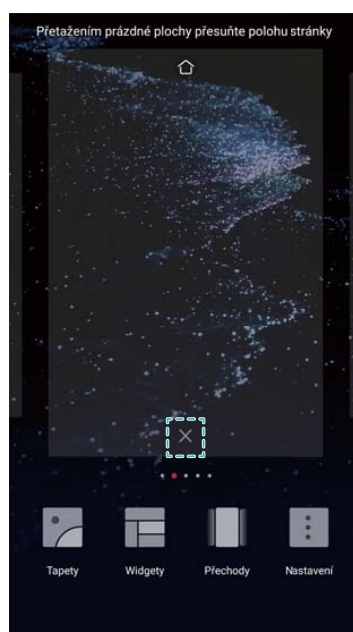 Přetažením prázdné plochy přesuňte polohu stránky
Tapety
Widgety
Přechody
Nastavení